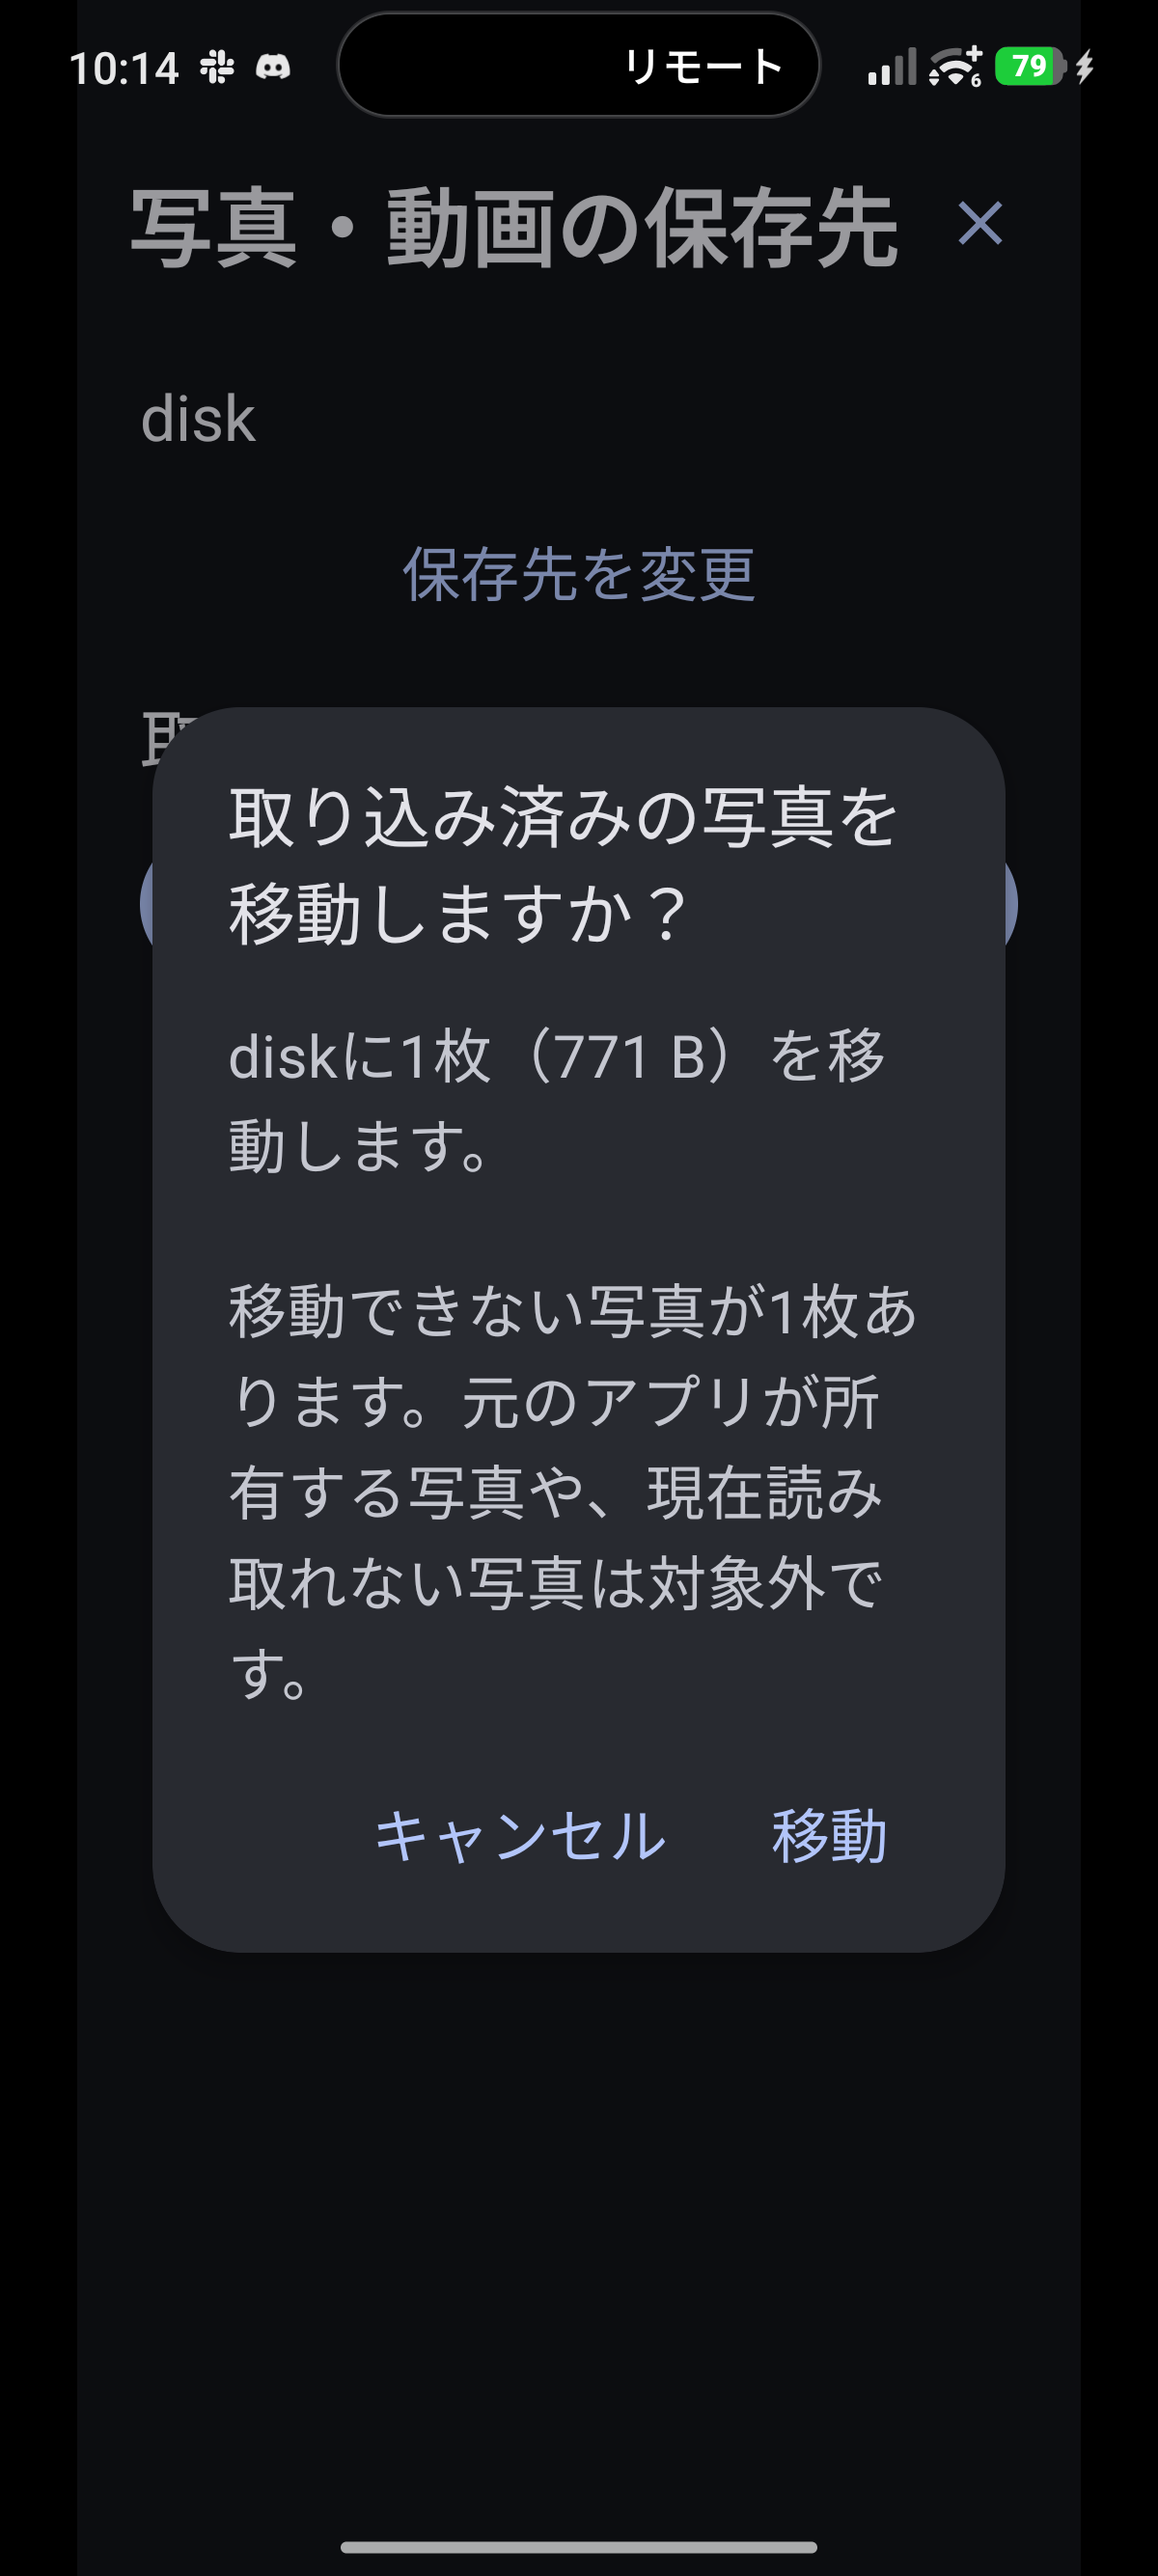 10:14
リモート
6
79
写真・動画の保存先
disk
保存先を変更
取り込み済みの写真を
移動しますか？
diskに1枚（771 B）を移
動します。
移動できない写真が1枚あ
ります。元のアプリが所
有する写真や、現在読み
取れない写真は対象外で
す。
キャンセル
移動